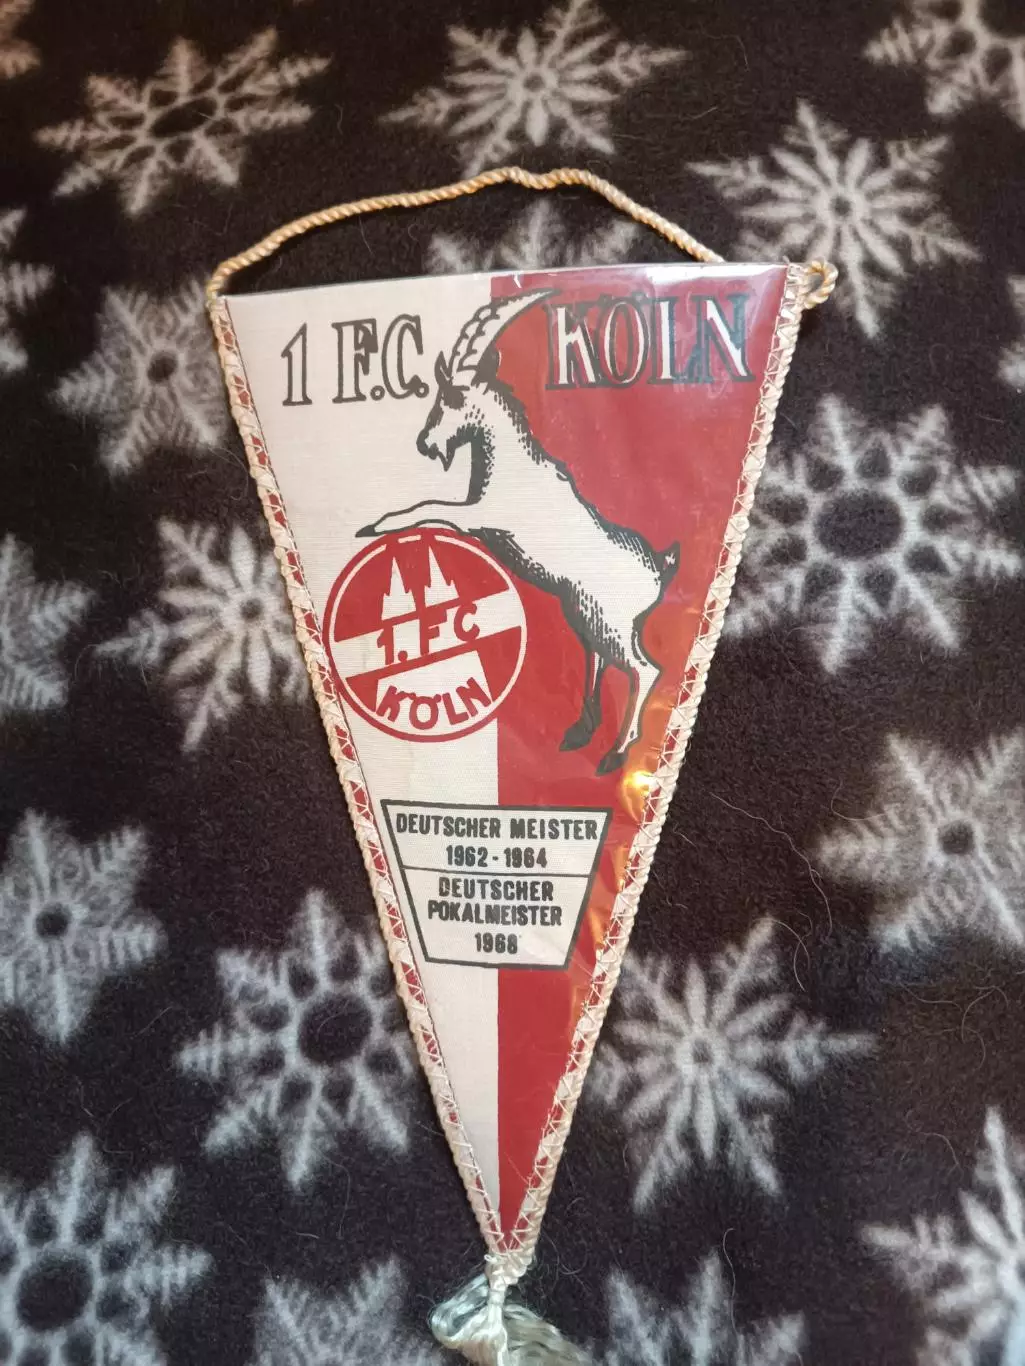 1 F.C. KÖLN
1. FC
KÖLN
DEUTSCHER MEISTER
1962-1964
DEUTSCHER
POKALMEISTER
1968